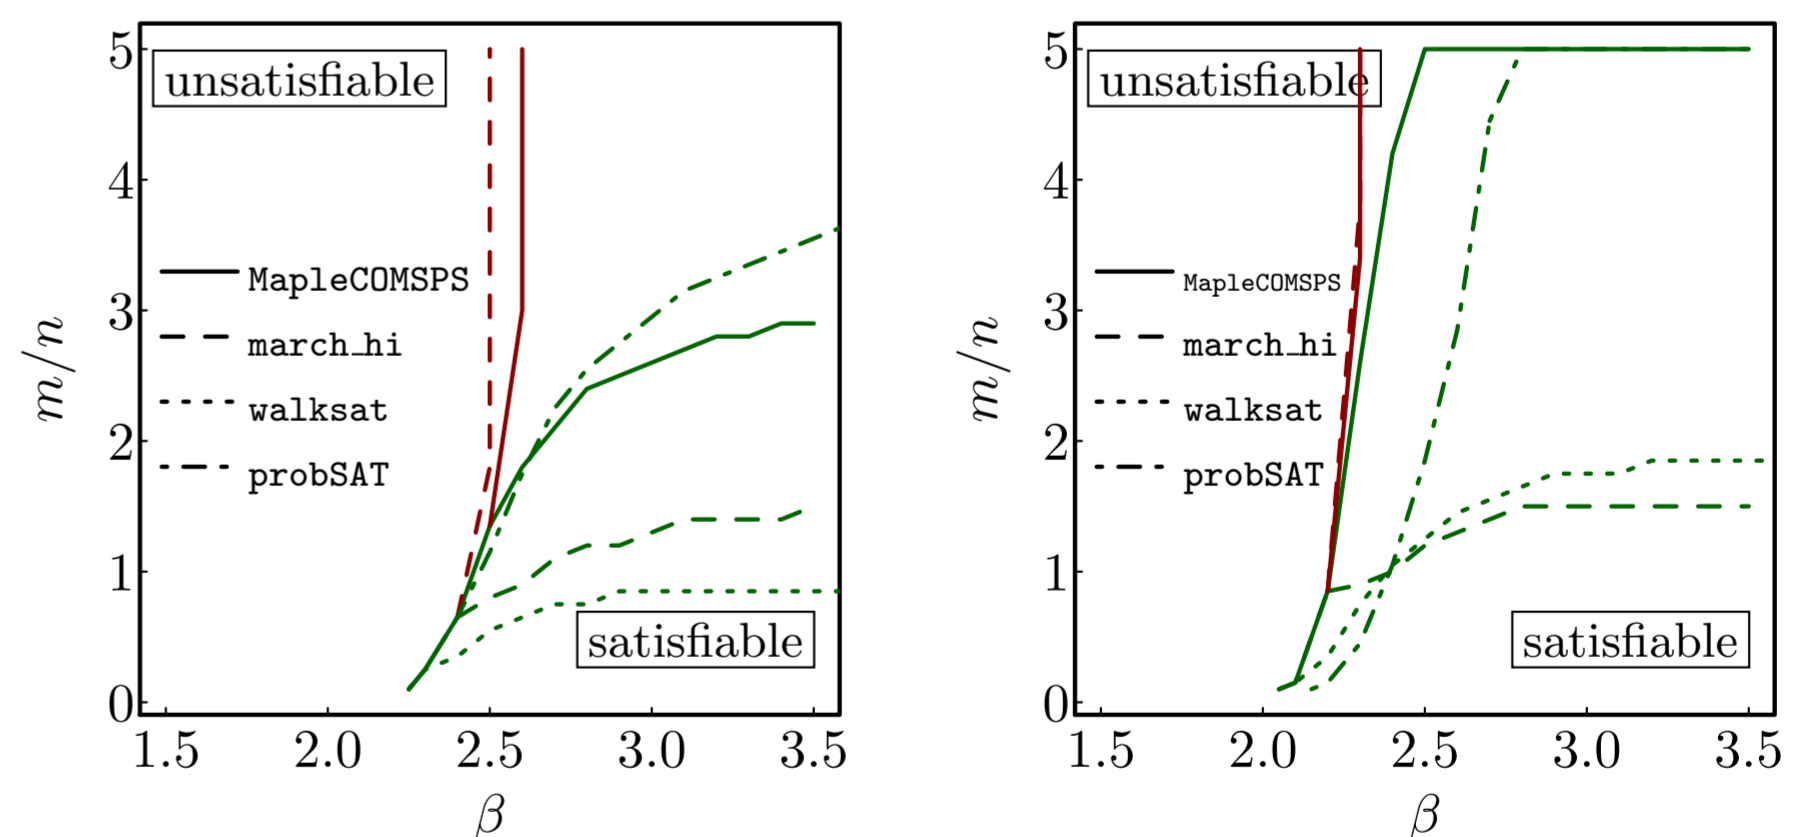 5
unsatisfiable
4
MapleCOMSPS
3
march_hi
m/n
walksat
2
probSAT
1
satisfiable
0
1.5 2.0 2.5 3.0 3.5
β
5
unsatisfiable
4
MapleCOMSPS
3
march_hi
m/n
walksat
2
probSAT
1
satisfiable
0
1.5 2.0 2.5 3.0 3.5
β